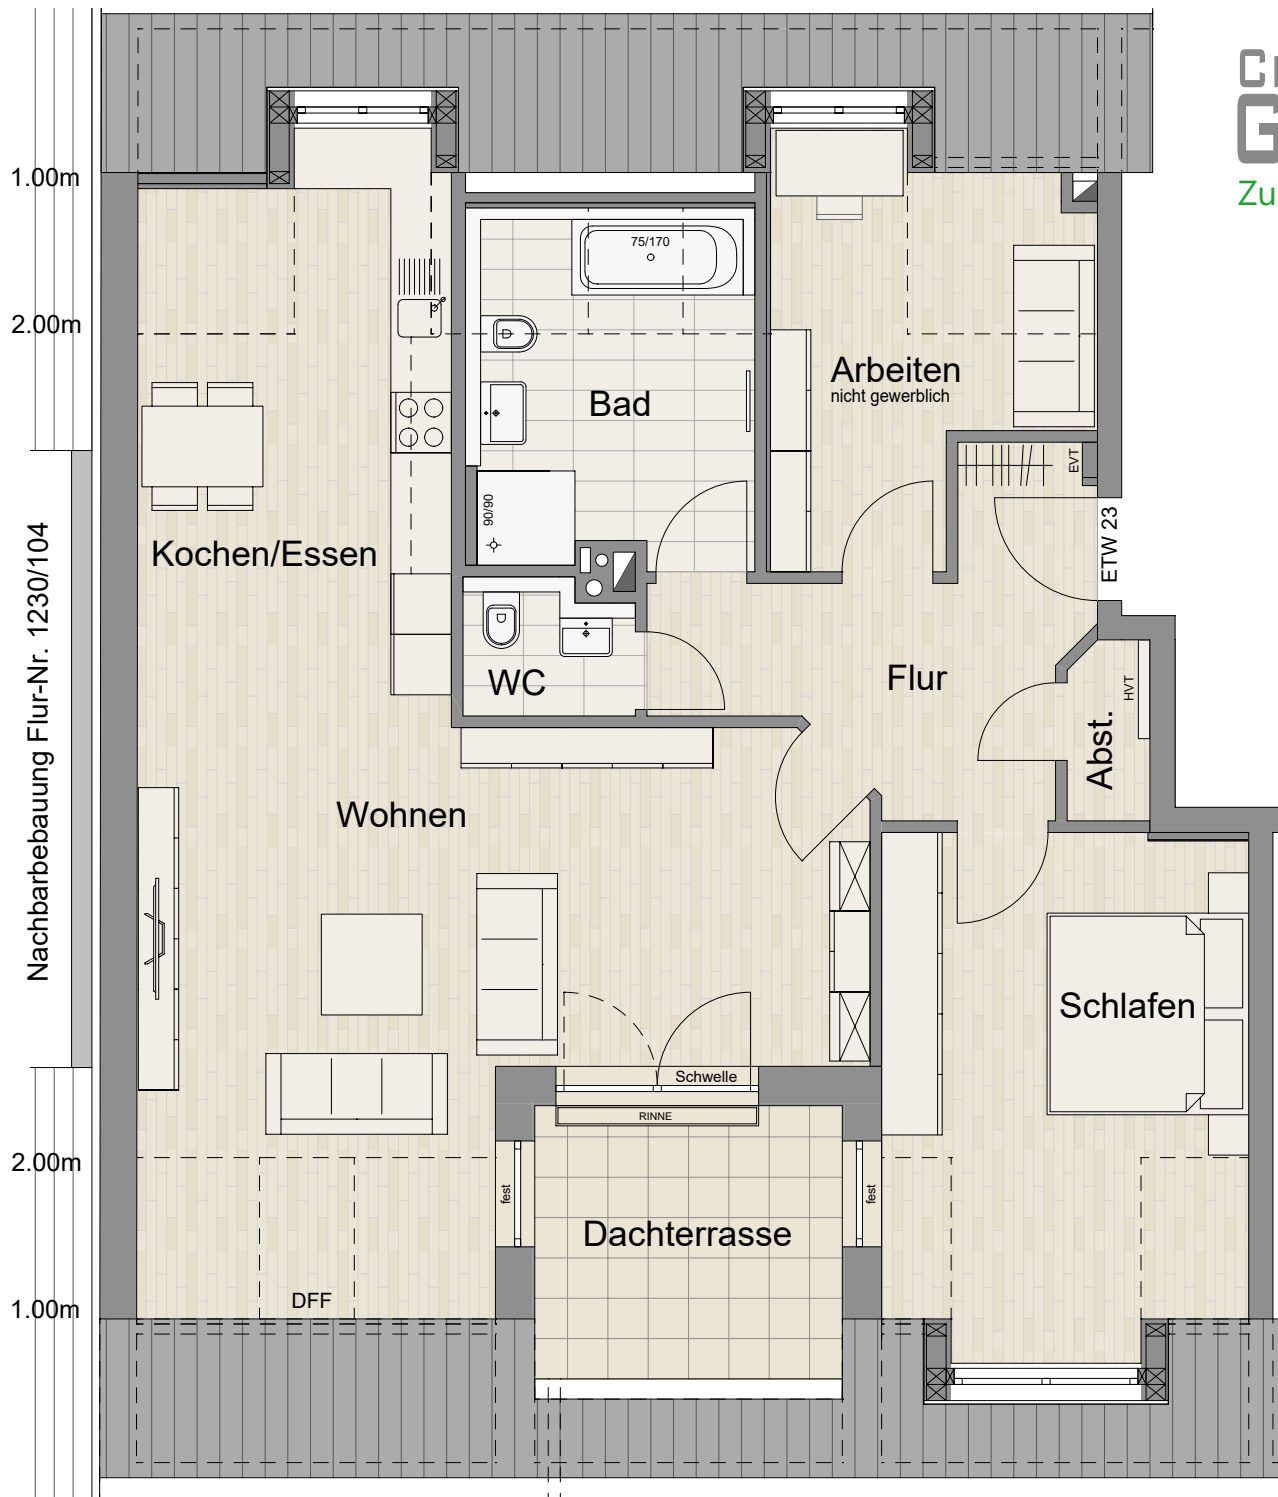 1.00m
Zu
75/170
2.00m
Arbeiten
nicht gewerblich
Bad
EVT
90/90
ETW 23
Kochen/Essen
Nachbarbebauung Flur-Nr. 1230/104
WC
Flur
HVT
Abst.
Wohnen
Schlafen
Schwelle
RINNE
2.00m
fest
fest
Dachterrasse
DFF
1.00m